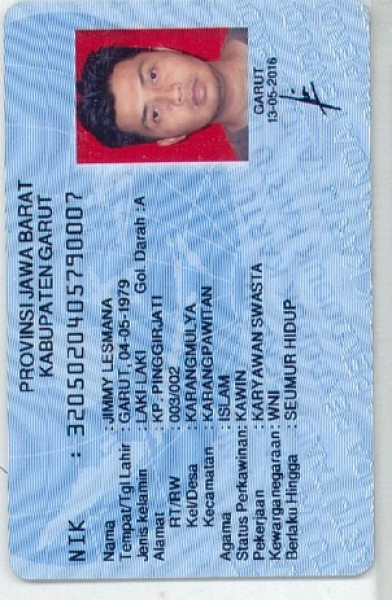 PROVINSI JAWA BARAT
KABUPATEN GARUT
NIK : 3205020405790007
Nama : JIMMY LESMANA
Tempat/Tgl Lahir : GARUT, 04-05-1979
Jenis kelamin : LAKI-LAKI Gol. Darah :A
Alamat : KP. PINGGIRJATI
RT/RW : 003/002
Kel/Desa : KARANGMULYA
Kecamatan : KARANGPAWITAN
Agama : ISLAM
Status Perkawinan: KAWIN
Pekerjaan : KARYAWAN SWASTA
Kewarganegaraan: WNI
Berlaku Hingga : SEUMUR HIDUP
GARUT
13-05-2016